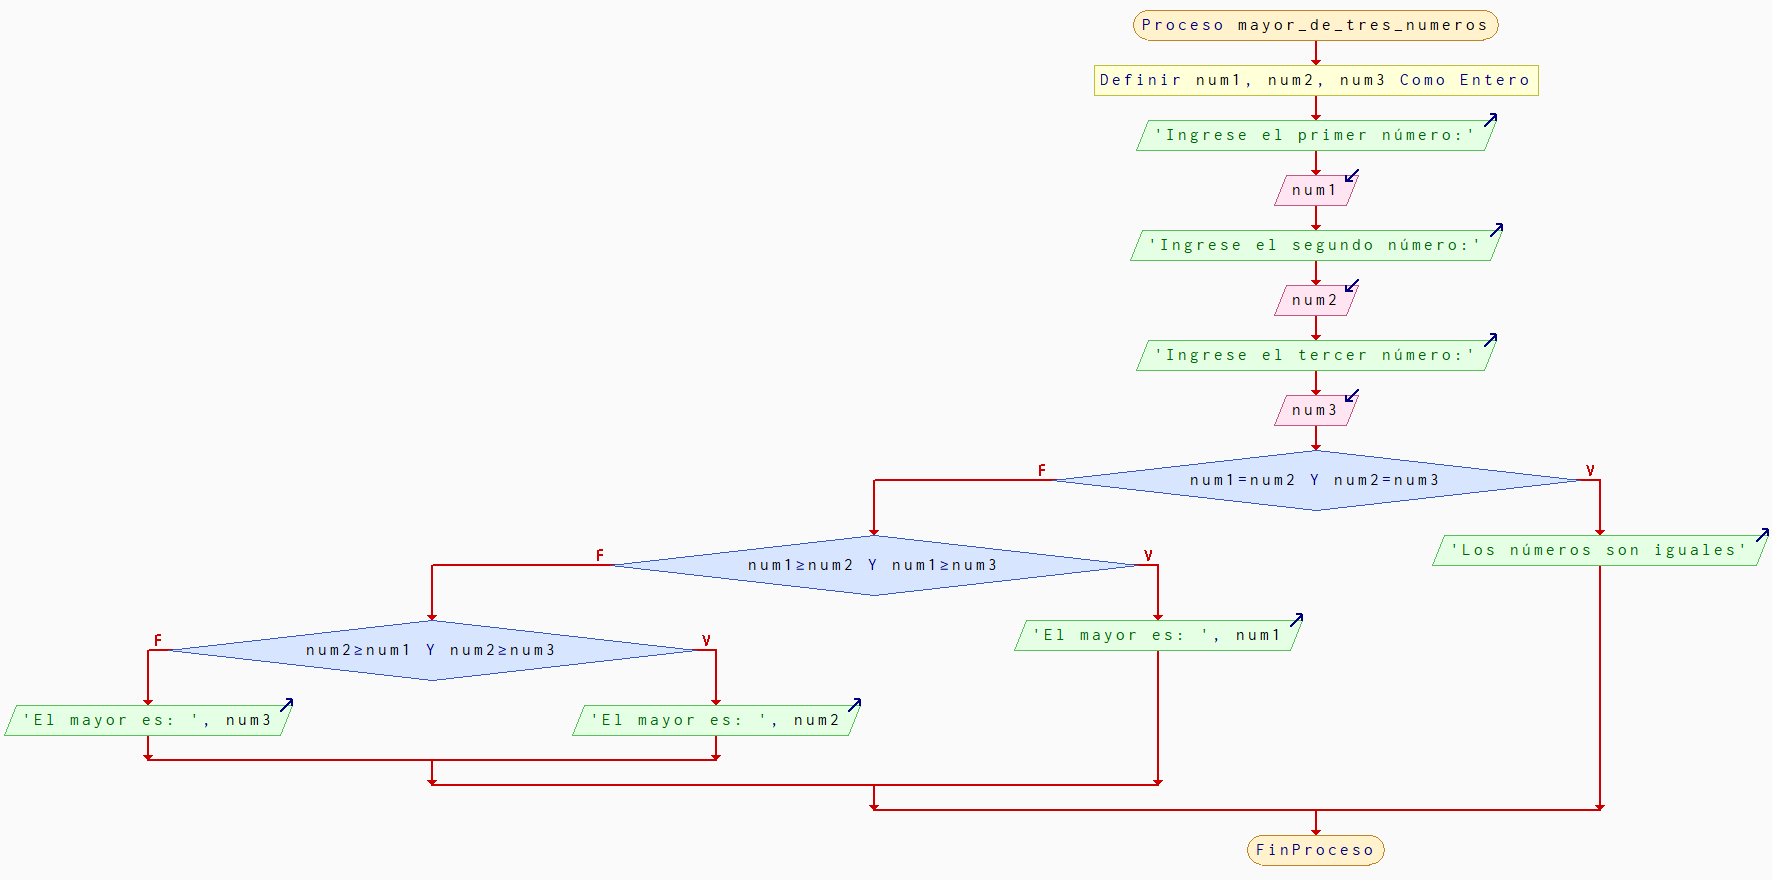 Proceso mayor_de_tres_numeros
Definir num1, num2, num3 Como Entero
'Ingrese el primer número:'
num1
'Ingrese el segundo número:'
num2
'Ingrese el tercer número:'
num3
F
V
num1=num2 Y num2=num3
'Los números son iguales'
F
V
num1≥num2 Y num1≥num3
'El mayor es: ', num1
F
V
num2≥num1 Y num2≥num3
'El mayor es: ', num3
'El mayor es: ', num2
FinProceso